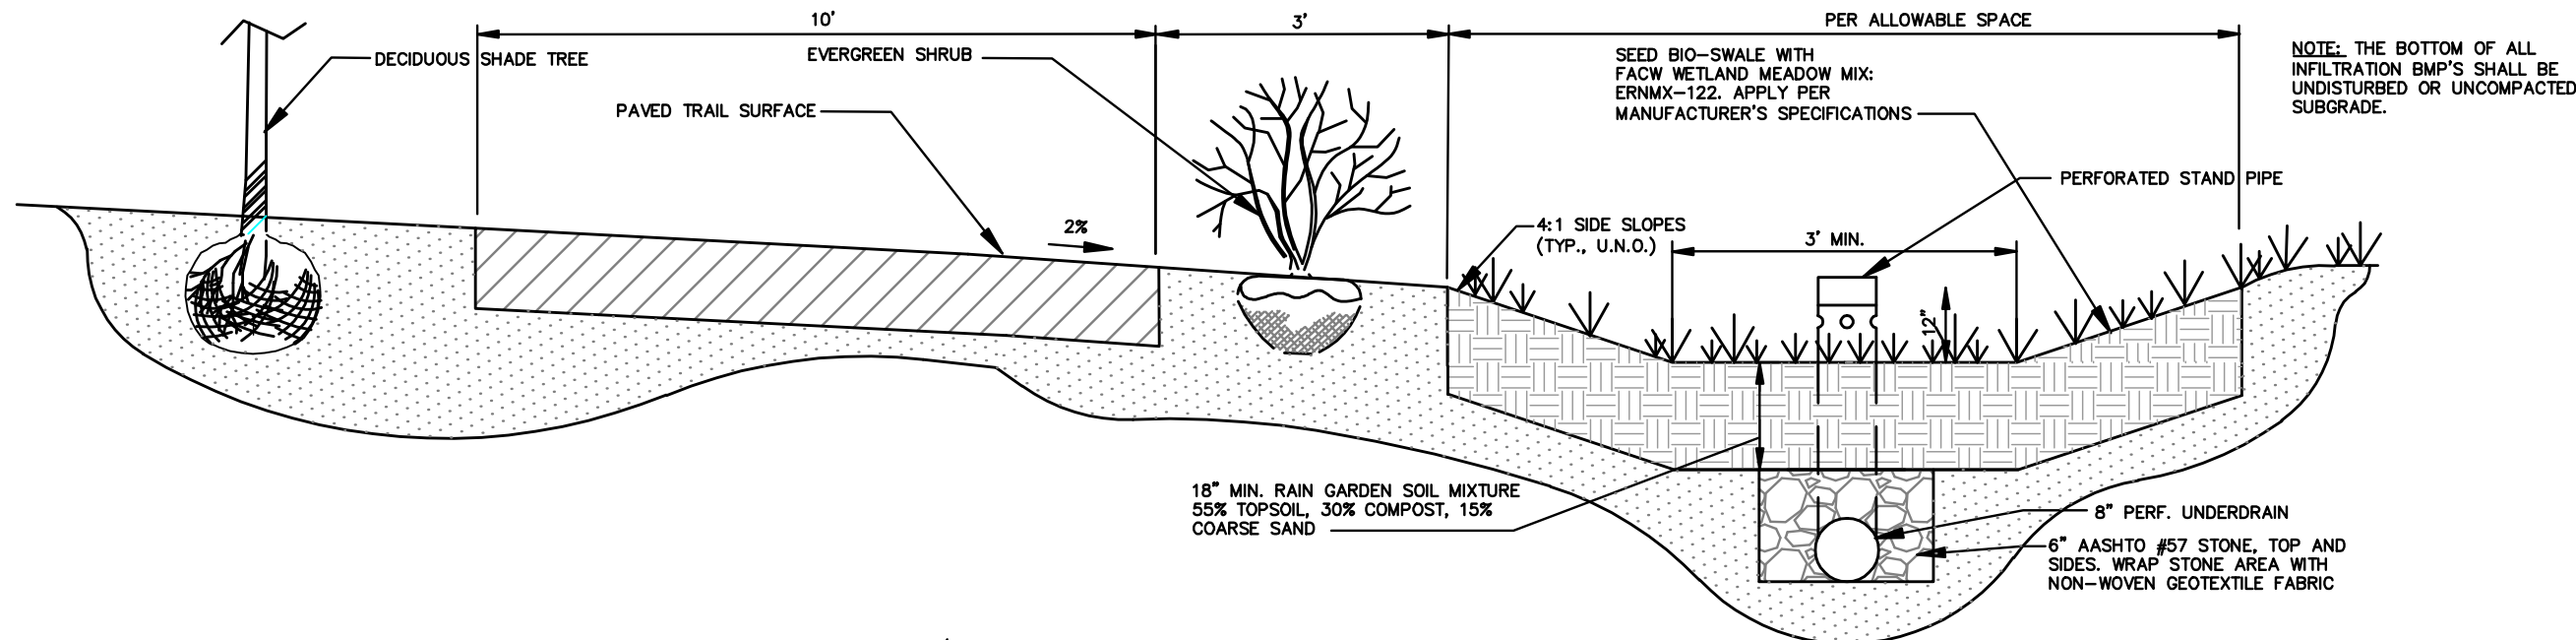 10'
3'
PER ALLOWABLE SPACE
DECIDUOUS SHADE TREE
EVERGREEN SHRUB
PAVED TRAIL SURFACE
SEED BIO-SWALE WITH
FACW WETLAND MEADOW MIX:
ERNMX-122. APPLY PER
MANUFACTURER'S SPECIFICATIONS
NOTE: THE BOTTOM OF ALL
INFILTRATION BMP'S SHALL BE
UNDISTURBED OR UNCOMPACTED
SUBGRADE.
PERFORATED STAND PIPE
2%
4:1 SIDE SLOPES
(TYP., U.N.O.)
3' MIN.
12"
18" MIN. RAIN GARDEN SOIL MIXTURE
55% TOPSOIL, 30% COMPOST, 15%
COARSE SAND
8" PERF. UNDERDRAIN
6" AASHTO #57 STONE, TOP AND
SIDES. WRAP STONE AREA WITH
NON-WOVEN GEOTEXTILE FABRIC